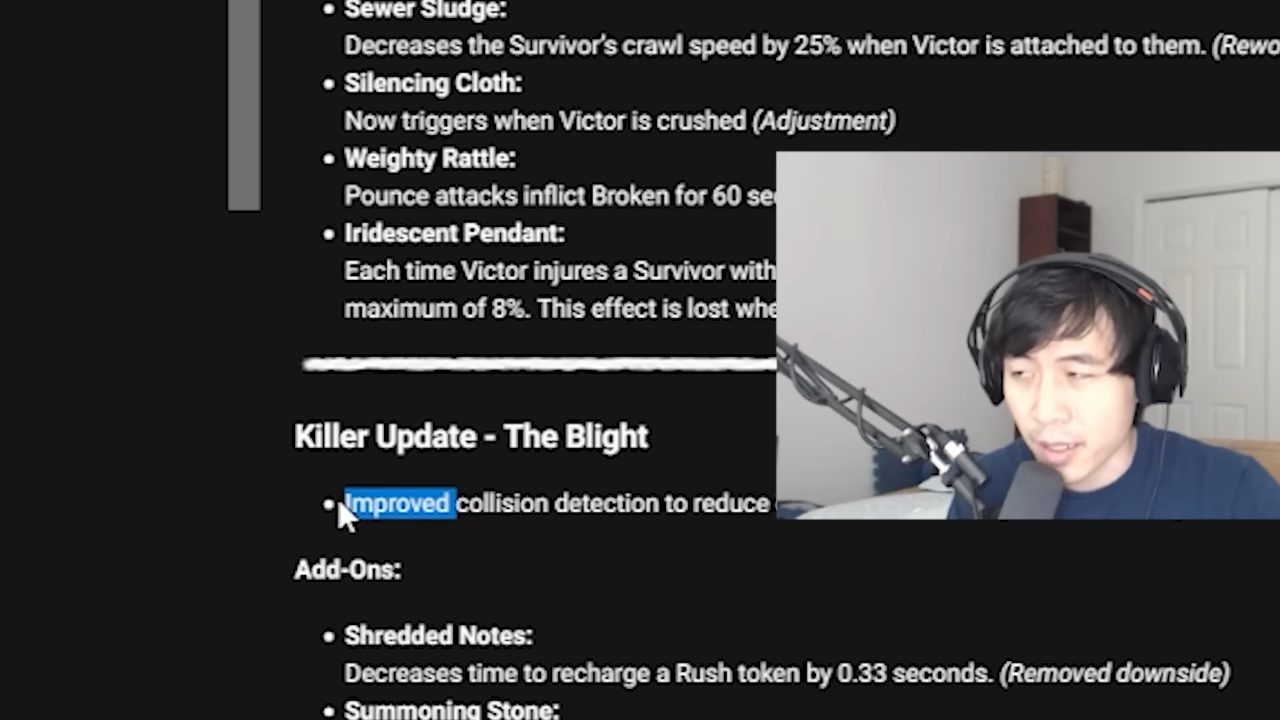 Sewer Sludge:
Decreases the Survivor's crawl speed by 25% when Victor is attached to them. (Rewo
Silencing Cloth:
Now triggers when Victor is crushed (Adjustment)
Weighty Rattle:
Pounce attacks inflict Broken for 60 se
Iridescent Pendant:
Each time Victor injures a Survivor with
maximum of 8%. This effect is lost whe
Killer Update - The Blight
Improved collision detection to reduce
Add-Ons:
Shredded Notes:
Decreases time to recharge a Rush token by 0.33 seconds. (Removed downside)
Summoning Stone: